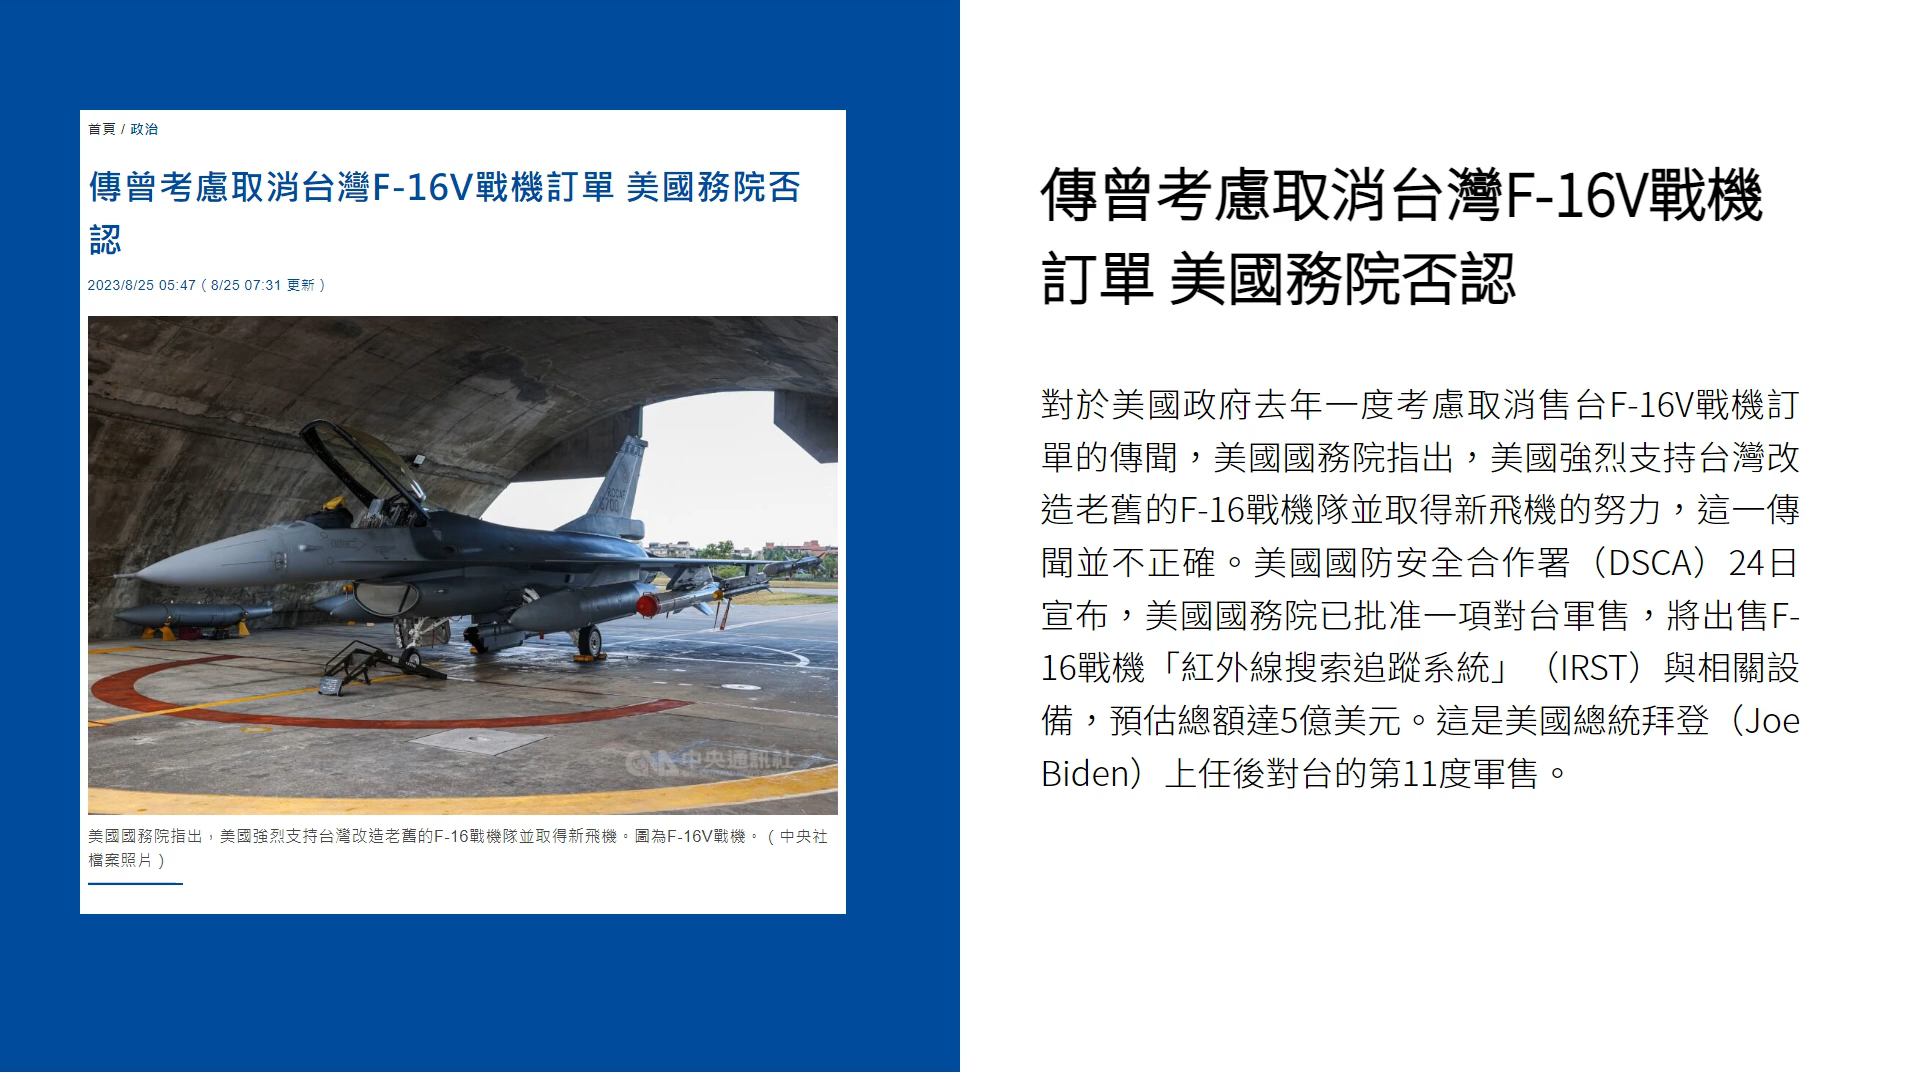 首頁 / 政治
傳曾考慮取消台灣F-16V戰機訂單 美國務院否
認
2023/8/25 05:47（8/25 07:31 更新）
ROCAF
6700
中央通訊社
美國國務院指出，美國強烈支持台灣改造老舊的F-16戰機隊並取得新飛機。圖為F-16V戰機。（中央社
檔案照片）
傳曾考慮取消台灣F-16V戰機
訂單 美國務院否認
對於美國政府去年一度考慮取消售台F-16V戰機訂
單的傳聞，美國國務院指出，美國強烈支持台灣改
造老舊的F-16戰機隊並取得新飛機的努力，這一傳
聞並不正確。美國國防安全合作署（DSCA）24日
宣布，美國國務院已批准一項對台軍售，將出售F-
16戰機「紅外線搜索追蹤系統」（IRST）與相關設
備，預估總額達5億美元。這是美國總統拜登（Joe
Biden）上任後對台的第11度軍售。